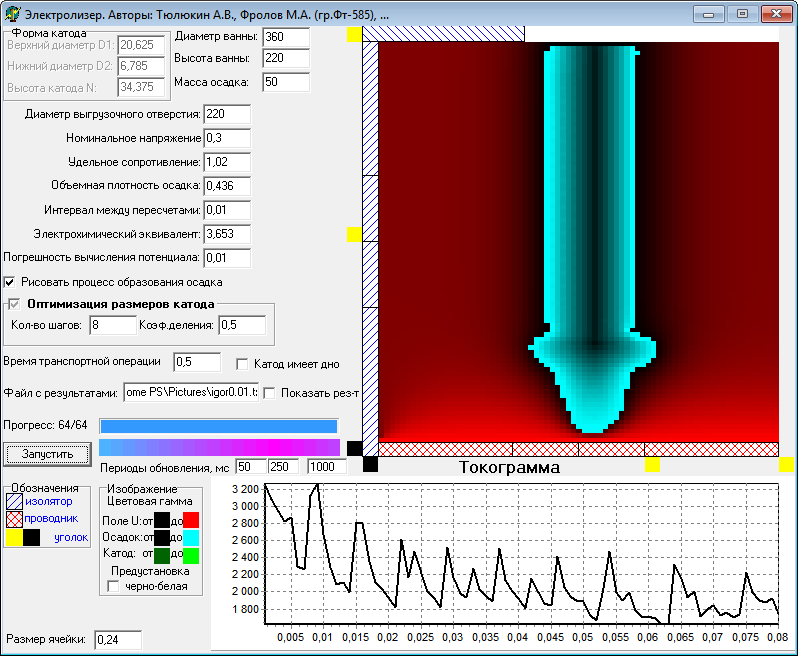 Электролизер. Авторы: Тюлюкин А.В., Фролов М.А. (гр.Фт-585), ...
Форма катода
Верхний диаметр D1: 20,625
Нижний диаметр D2: 6,785
Высота катода N: 34,375
Диаметр ванны: 360
Высота ванны: 220
Масса осадка: 50
Диаметр выгрузочного отверстия: 220
Номинальное напряжение 0,3
Удельное сопротивление: 1,02
Объемная плотность осадка: 0,436
Интервал между пересчетами: 0,01
Электрохимический эквивалент: 3,653
Погрешность вычисления потенциала: 0,01
Рисовать процесс образования осадка
Оптимизация размеров катода
Кол-во шагов: 8 Коэф.деления: 0,5
Время транспортной операции 0,5 Катод имеет дно
Файл с результатами: ome PS\Pictures\igor0.01.t Показать рез-т
Прогресс: 64/64
Запустить
Периоды обновления, мс 50 250 1000
Обозначения
изолятор
проводник
уголок
Изображение
Цветовая гамма
Поле U: от до
Осадок: от до
Катод: от до
Предустановка
черно-белая
Размер ячейки: 0,24
Токограмма
3 200
3 000
2 800
2 600
2 400
2 200
2 000
1 800
0,005 0,01 0,015 0,02 0,025 0,03 0,035 0,04 0,045 0,05 0,055 0,06 0,065 0,07 0,075 0,08